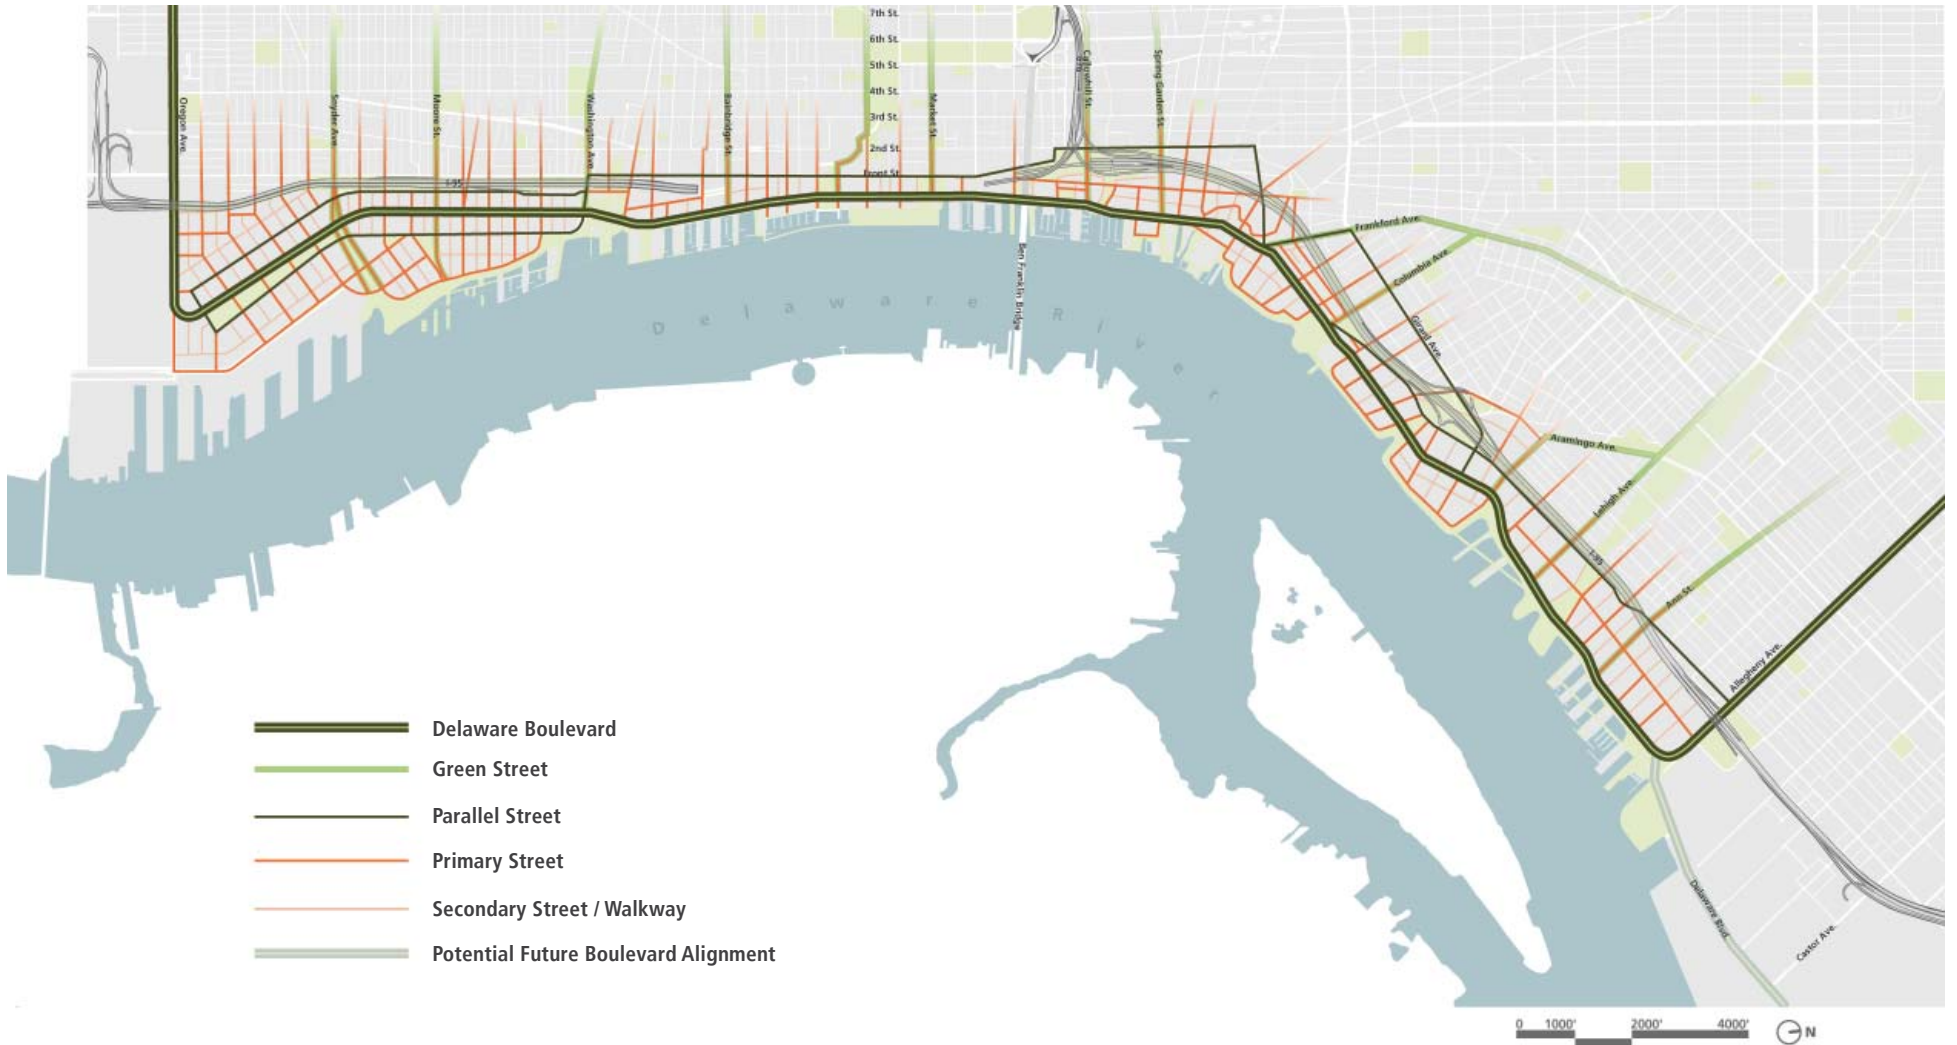 7th St.
6th St.
5th St.
4th St.
3rd St.
2nd St.
Front St.
Oregon Ave.
Snyder Ave.
Moore St.
Washington Ave.
Bainbridge St.
Market St.
Callowhill St.
Spring Garden St.
I-95
Frankford Ave.
Columbia Ave.
Girard Ave.
Ben Franklin Bridge
Delaware River
Aramingo Ave.
Lehigh Ave.
I-95
Ann St.
Allegheny Ave.
Delaware Boulevard
Green Street
Parallel Street
Primary Street
Secondary Street / Walkway
Potential Future Boulevard Alignment
Delaware Blvd.
Castor Ave.
0 1000' 2000' 4000'
N